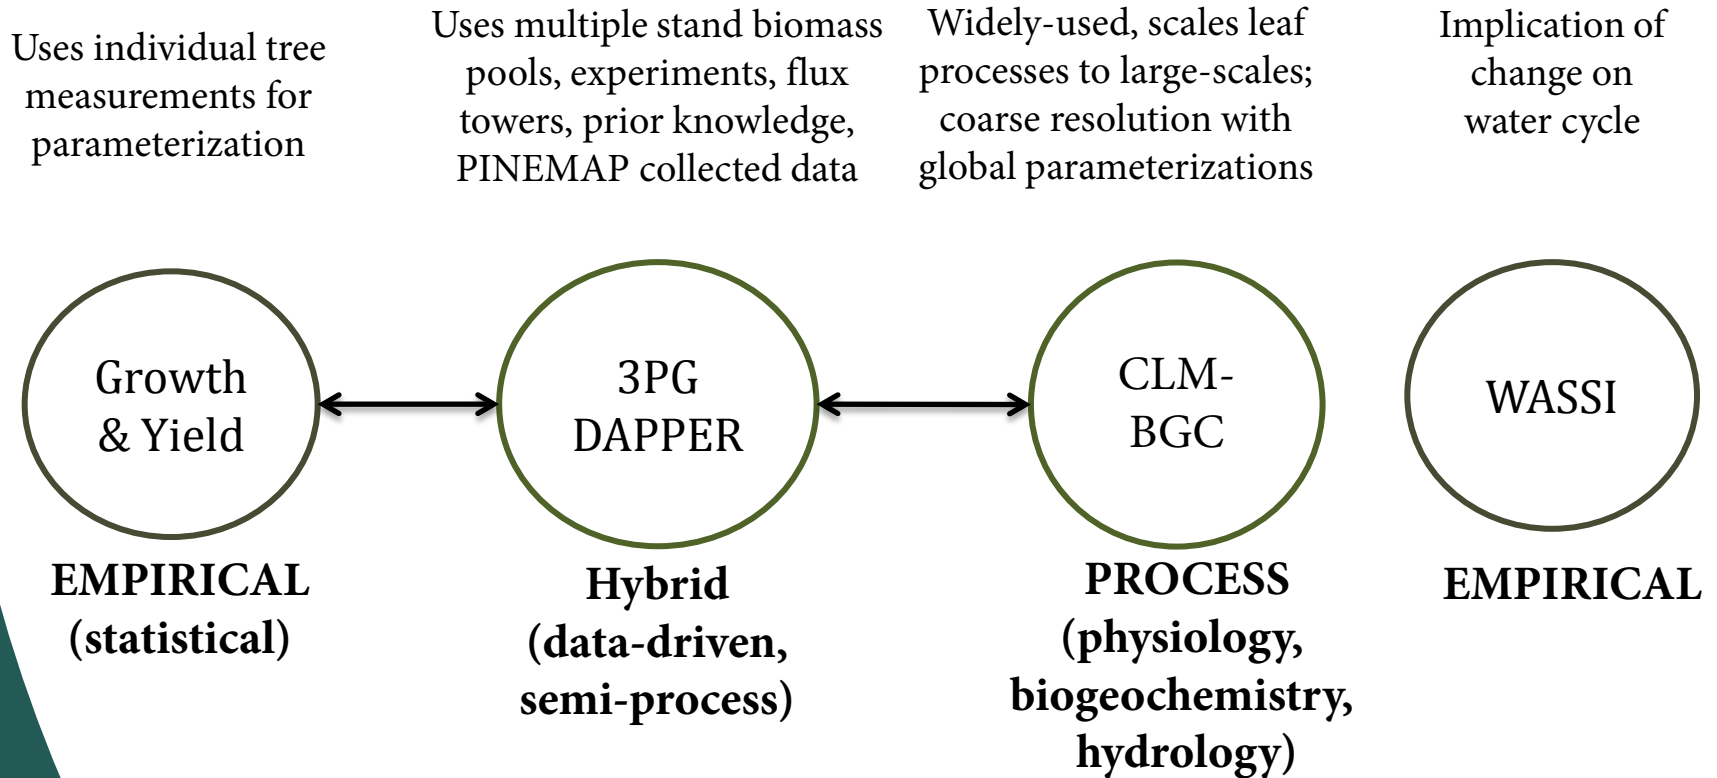 Uses individual tree
measurements for
parameterization
Uses multiple stand biomass
pools, experiments, flux
towers, prior knowledge,
PINEMAP collected data
Widely-used, scales leaf
processes to large-scales;
coarse resolution with
global parameterizations
Implication of
change on
water cycle
Growth
& Yield
3PG
DAPPER
CLM-
BGC
WASSI
EMPIRICAL
(statistical)
Hybrid
(data-driven,
semi-process)
PROCESS
(physiology,
biogeochemistry,
hydrology)
EMPIRICAL